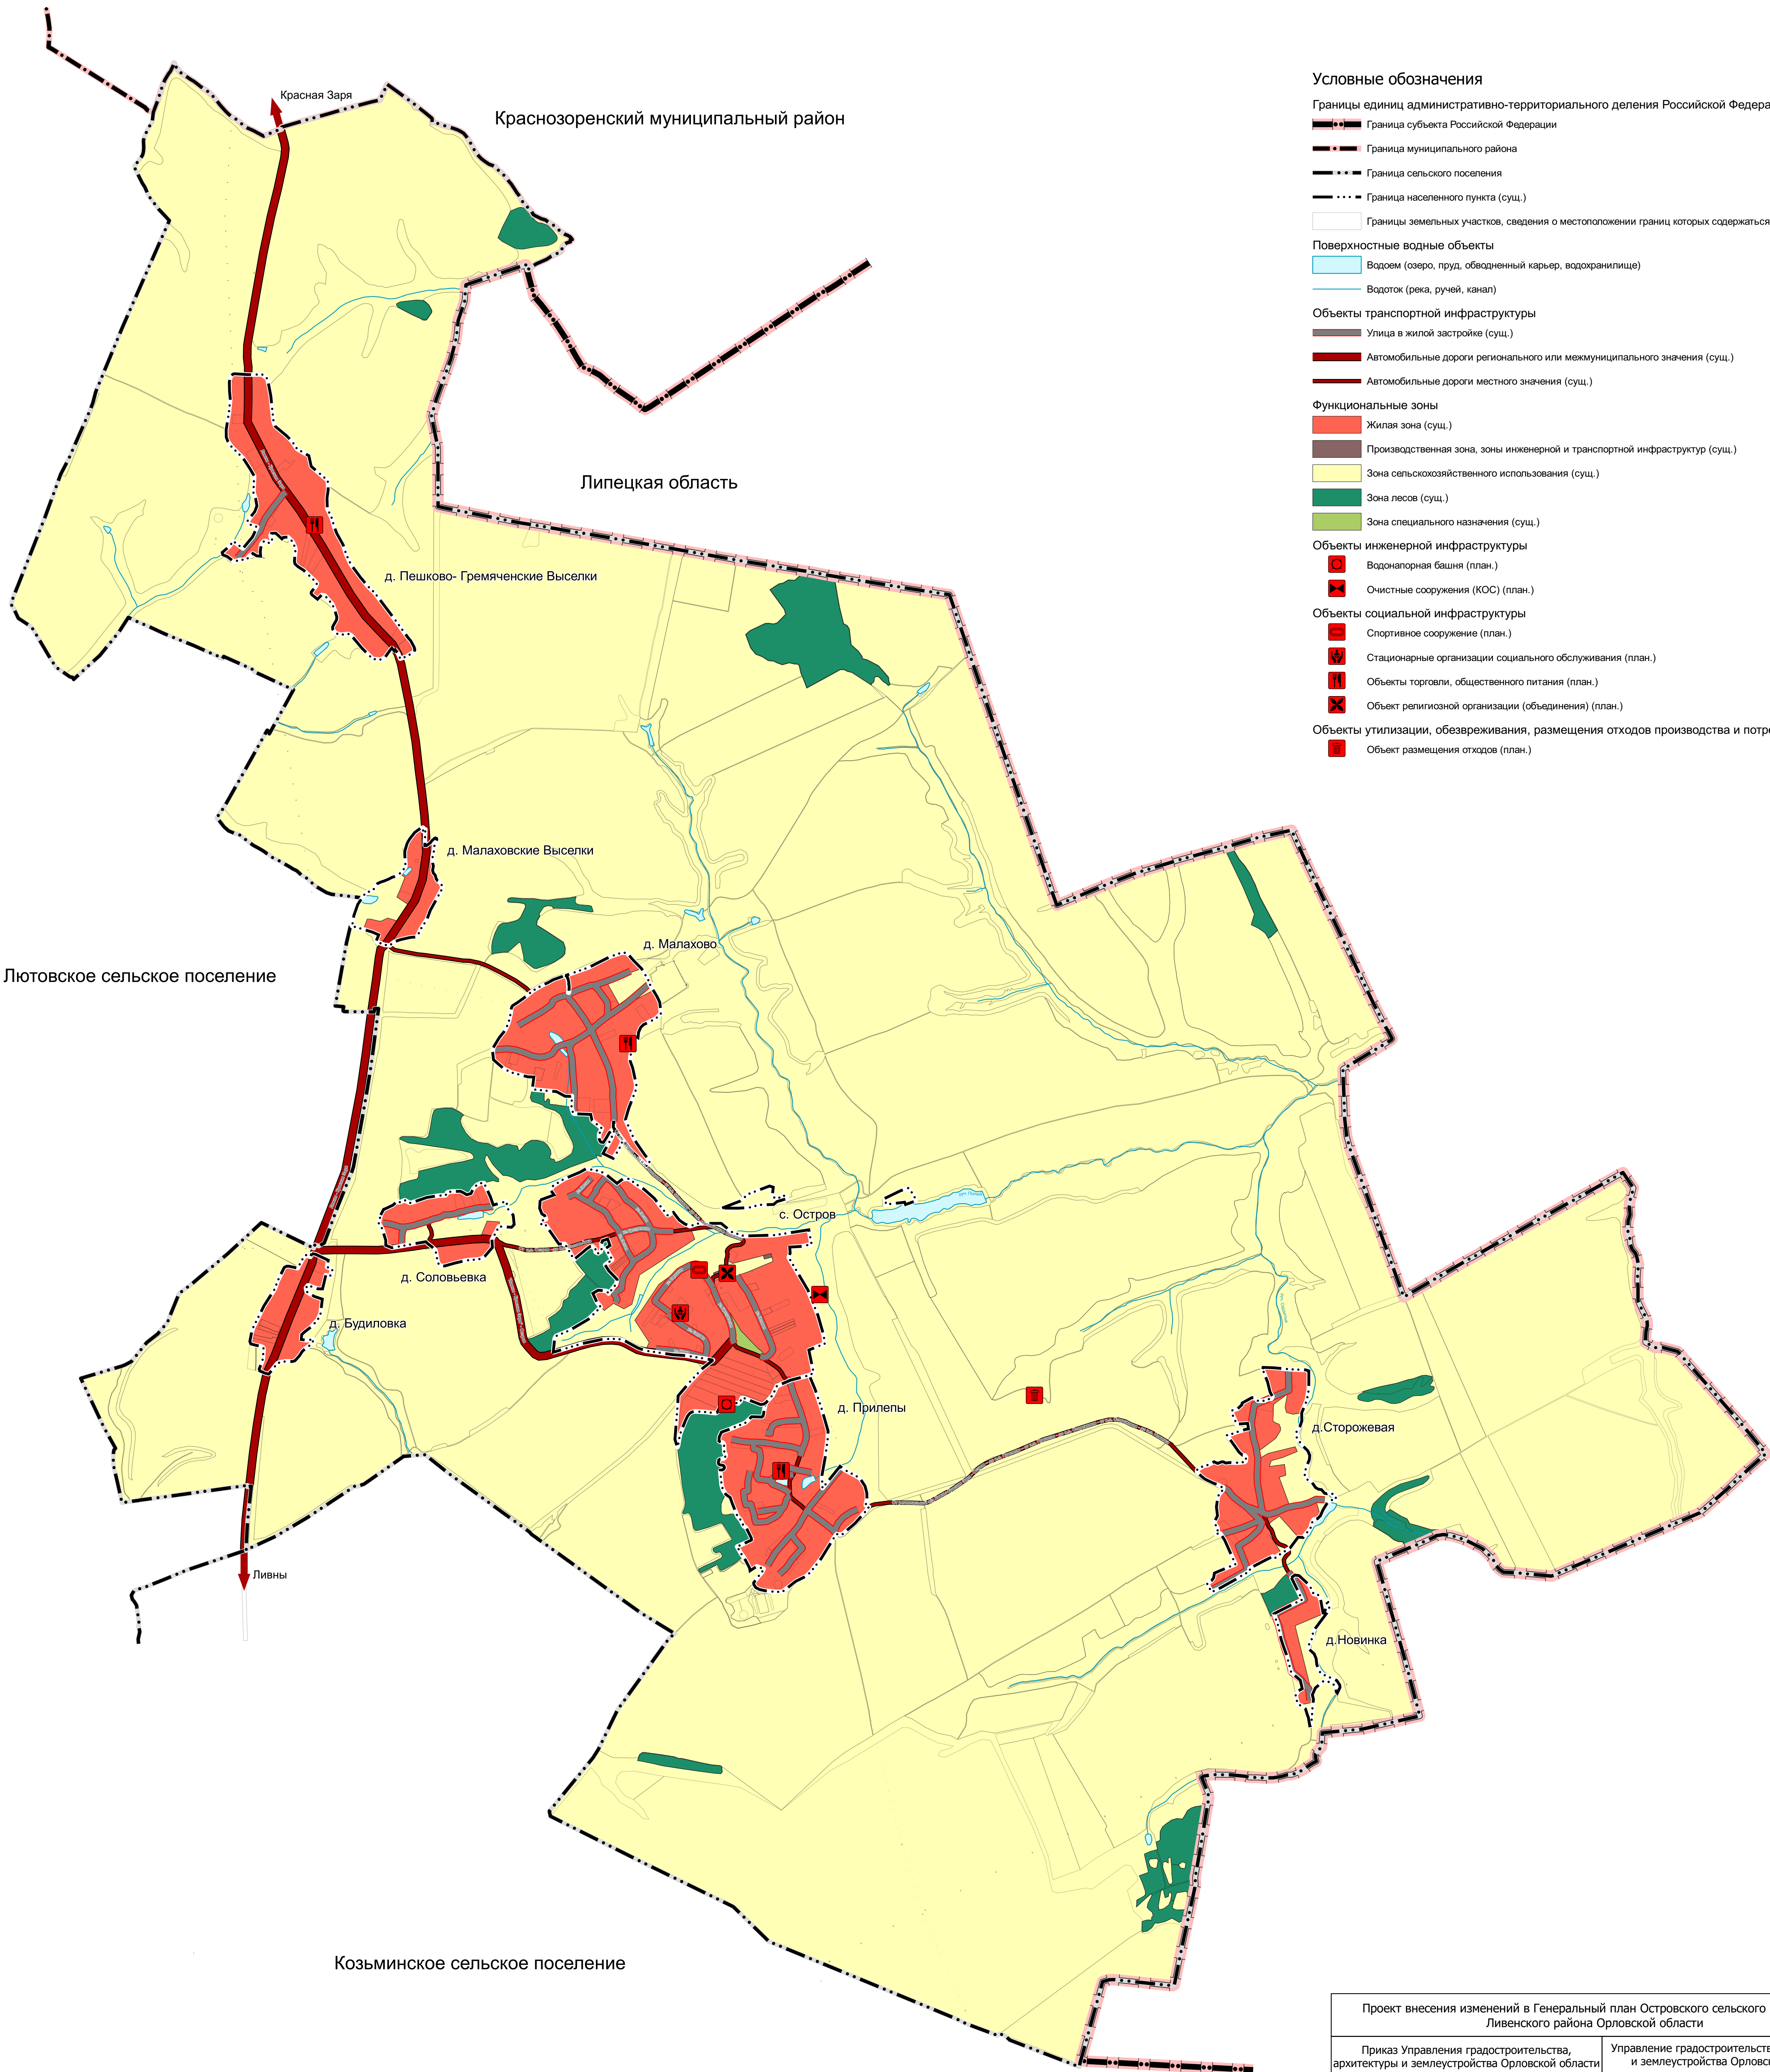 Условные обозначения
Границы единиц административно-территориального деления Российской Федера
Граница субъекта Российской Федерации
Граница муниципального района
Граница сельского поселения
Граница населенного пункта (сущ.)
Границы земельных участков, сведения о местоположении границ которых содержаться
Поверхностные водные объекты
Водоем (озеро, пруд, обводненный карьер, водохранилище)
Водоток (река, ручей, канал)
Объекты транспортной инфраструктуры
Улица в жилой застройке (сущ.)
Автомобильные дороги регионального или межмуниципального значения (сущ.)
Автомобильные дороги местного значения (сущ.)
Функциональные зоны
Жилая зона (сущ.)
Производственная зона, зоны инженерной и транспортной инфраструктур (сущ.)
Зона сельскохозяйственного использования (сущ.)
Зона лесов (сущ.)
Зона специального назначения (сущ.)
Объекты инженерной инфраструктуры
Водонапорная башня (план.)
Очистные сооружения (КОС) (план.)
Объекты социальной инфраструктуры
Спортивное сооружение (план.)
Стационарные организации социального обслуживания (план.)
Объекты торговли, общественного питания (план.)
Объект религиозной организации (объединения) (план.)
Объекты утилизации, обезвреживания, размещения отходов производства и потре
Объект размещения отходов (план.)
Красная Заря
Краснозоренский муниципальный район
Липецкая область
д. Пешково- Гремяченские Выселки
д. Малаховские Выселки
д. Малахово
Лютовское сельское поселение
с. Остров
д. Соловьевка
д. Будиловка
д. Прилепы
д.Сторожевая
Ливны
д.Новинка
Козьминское сельское поселение
Проект внесения изменений в Генеральный план Островского сельского
Ливенского района Орловской области
Приказ Управления градостроительства,
архитектуры и землеустройства Орловской области
Управление градостроительств
и землеустройства Орловс